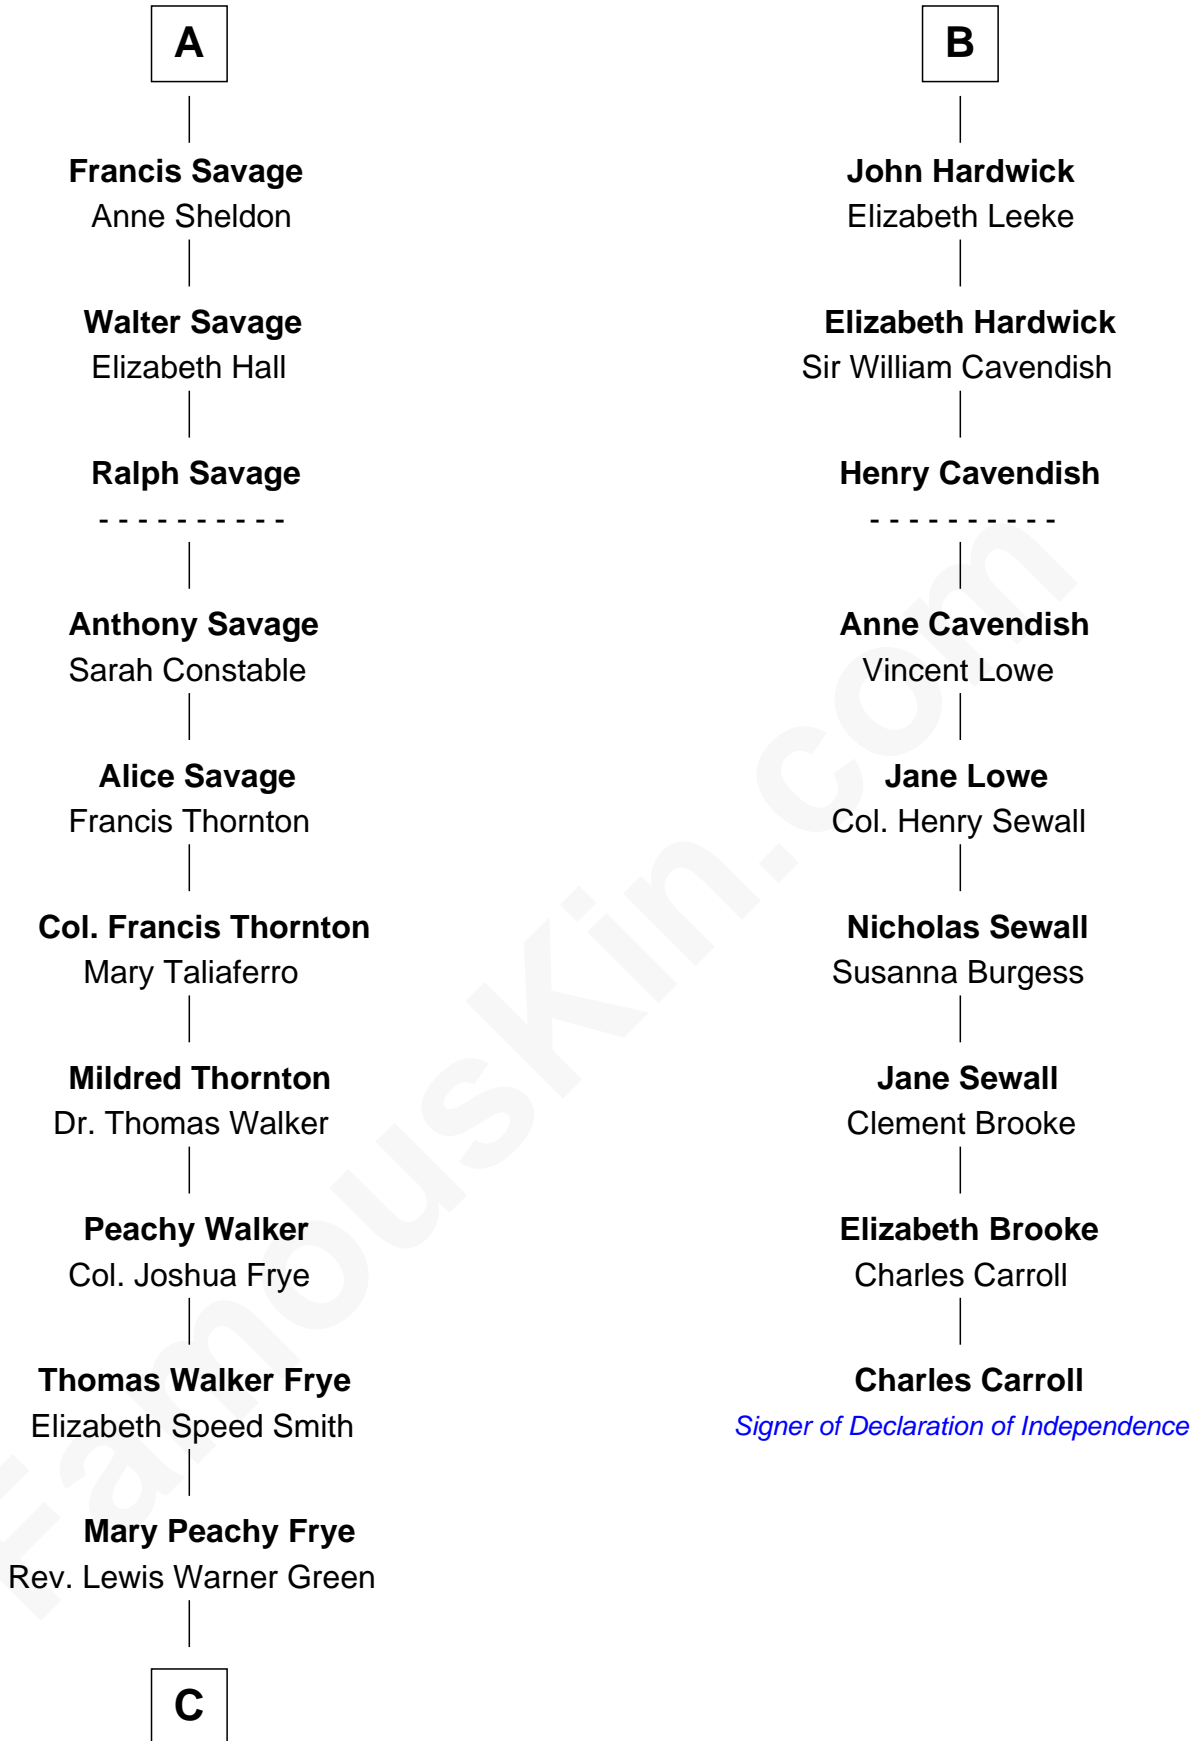 A
Francis Savage
Anne Sheldon
Walter Savage
Elizabeth Hall
Ralph Savage
- - - - - - - - - -
Anthony Savage
Sarah Constable
Alice Savage
Francis Thornton
Col. Francis Thornton
Mary Taliaferro
Mildred Thornton
Dr. Thomas Walker
Peachy Walker
Col. Joshua Frye
Thomas Walker Frye
Elizabeth Speed Smith
Mary Peachy Frye
Rev. Lewis Warner Green
C
B
John Hardwick
Elizabeth Leeke
Elizabeth Hardwick
Sir William Cavendish
Henry Cavendish
- - - - - - - - - -
Anne Cavendish
Vincent Lowe
Jane Lowe
Col. Henry Sewall
Nicholas Sewall
Susanna Burgess
Jane Sewall
Clement Brooke
Elizabeth Brooke
Charles Carroll
Charles Carroll
Signer of Declaration of Independence
FamousKin.com